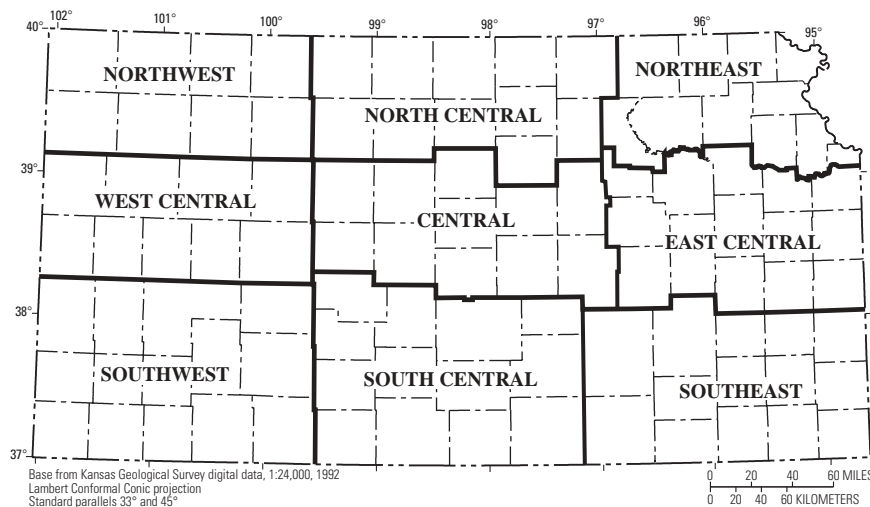 102° 101° 100° 99° 98° 97° 96° 95°
40°
NORTHWEST
NORTHEAST
NORTH CENTRAL
39°
WEST CENTRAL
CENTRAL
EAST CENTRAL
38°
SOUTHWEST
SOUTH CENTRAL
SOUTHEAST
37°
Base from Kansas Geological Survey digital data, 1:24,000, 1992
Lambert Conformal Conic projection
Standard parallels 33° and 45°
0 20 40 60 MILES
0 20 40 60 KILOMETERS